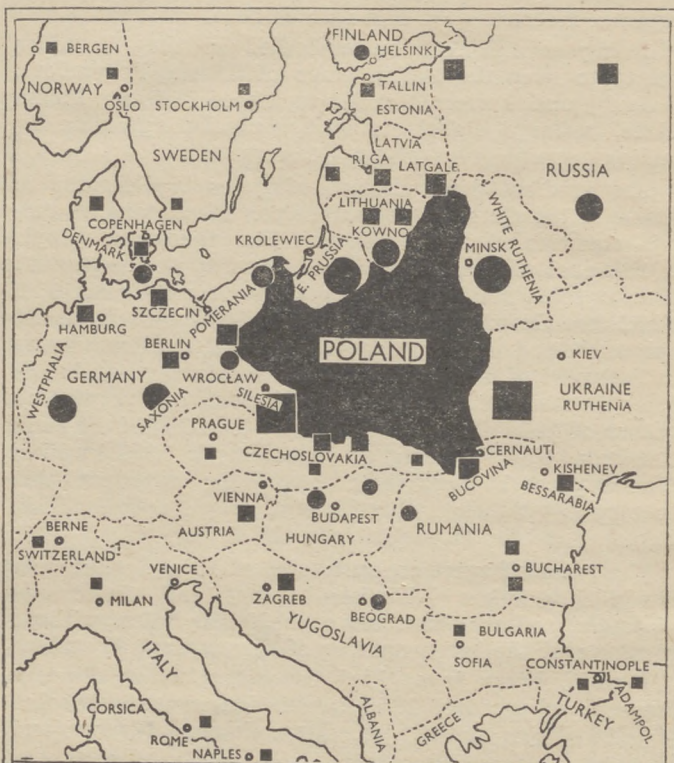 FINLAND
BERGEN
HELSINKI
NORWAY
TALLIN
OSLO
STOCKHOLM
ESTONIA
LATVIA
SWEDEN
RIGA
LATGALE
RUSSIA
LITHUANIA
WHITE RUTHENIA
COPENHAGEN
KOWNO
DENMARK
KROLEWIEC
E. PRUSSIA
MINSK
SZCZECIN
POMERANIA
HAMBURG
BERLIN
POLAND
KIEV
WESTPHALIA
GERMANY
WROCŁAW
SILESIA
SAXONIA
UKRAINE
RUTHENIA
PRAGUE
CZECHOSLOVAKIA
CERNAUTI
BUCOVINA
KISHENEV
BESSARABIA
VIENNA
BUDAPEST
AUSTRIA
HUNGARY
RUMANIA
BERNE
SWITZERLAND
VENICE
BUCHAREST
MILAN
ZAGREB
BEOGRAD
YUGOSLAVIA
BULGARIA
ITALY
SOFIA
CONSTANTINOPLE
CORSICA
ALBANIA
GREECE
TURKEY
ADAMPOL
ROME
NAPLES